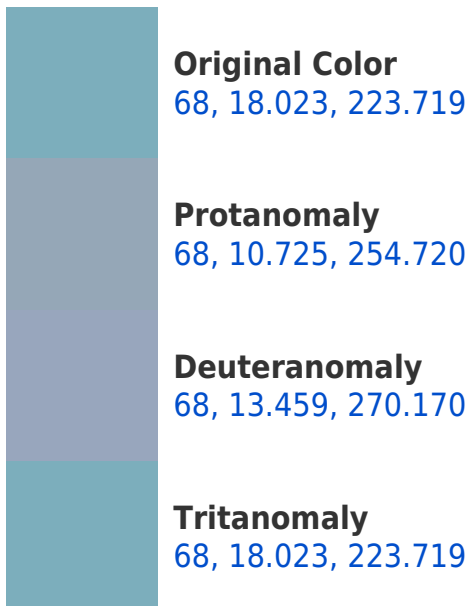 Original Color
68, 18.023, 223.719
Protanomaly
68, 10.725, 254.720
Deuteranomaly
68, 13.459, 270.170
Tritanomaly
68, 18.023, 223.719